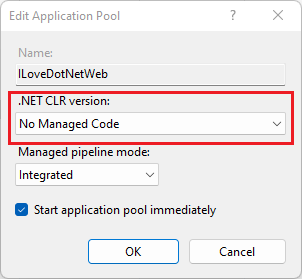 Edit Application Pool
?
Name:
ILoveDotNetWeb
.NET CLR version:
No Managed Code
Managed pipeline mode:
Integrated
Start application pool immediately
OK
Cancel